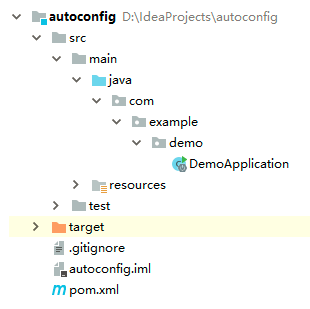 autoconfig D:\IdeaProjects\autoconfig
src
main
java
com
example
demo
DemoApplication
resources
test
target
.gitignore
autoconfig.iml
pom.xml